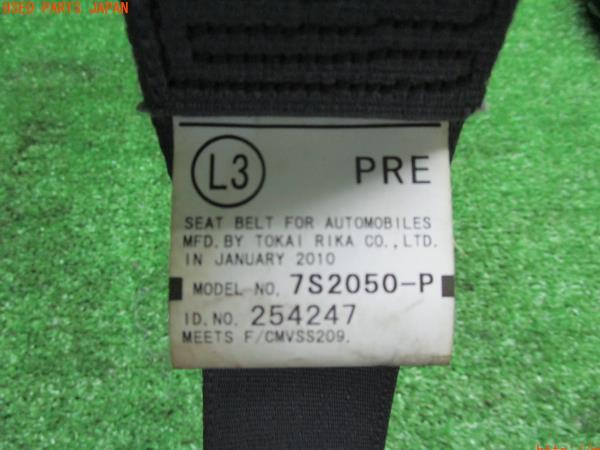 USED PARTS JAPAN
L3 PRE
SEAT BELT FOR AUTOMOBILES
MFD. BY TOKAI RIKA CO., LTD.
IN JANUARY 2010
MODEL NO. 7S2050-P
ID. NO. 254247
MEETS F/CMVSS209.